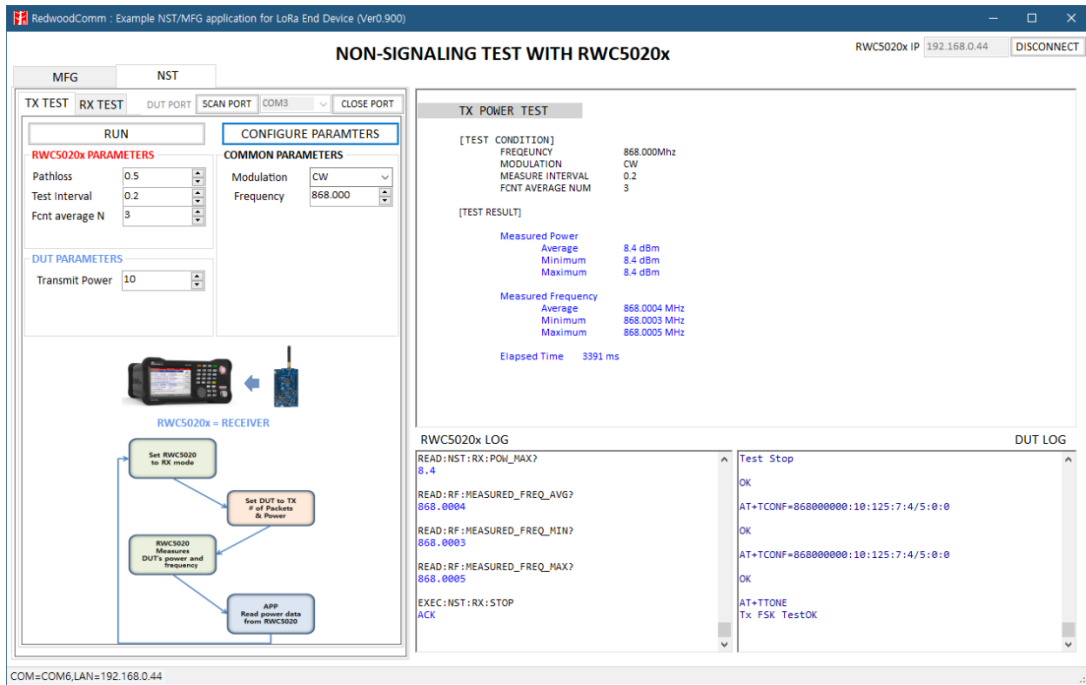 RedwoodComm : Example NST/MFG application for LoRa End Device (Ver0.900)
NON-SIGNALING TEST WITH RWC5020x
RWC5020x IP 192.168.0.44 DISCONNECT
MFG NST
TX TEST RX TEST DUT PORT SCAN PORT COM3 CLOSE PORT
RUN CONFIGURE PARAMTERS
RWC5020x PARAMETERS
Pathloss 0.5
Test Interval 0.2
Fcnt average N 3
COMMON PARAMETERS
Modulation CW
Frequency 868.000
DUT PARAMETERS
Transmit Power 10
RWC5020x = RECEIVER
Set RWC5020
to RX mode
Set DUT to TX
# of Packets
& Power
RWC5020
Measures
DUT's power and
frequency
APP
Read power data
from RWC5020
TX POWER TEST
[TEST CONDITION]
FREQEUNCY 868.000Mhz
MODULATION CW
MEASURE INTERVAL 0.2
FCNT AVERAGE NUM 3
[TEST RESULT]
Measured Power
Average 8.4 dBm
Minimum 8.4 dBm
Maximum 8.4 dBm
Measured Frequency
Average 868.0004 MHz
Minimum 868.0003 MHz
Maximum 868.0005 MHz
Elapsed Time 3391 ms
RWC5020x LOG
READ:NST:RX:POW_MAX?
8.4
READ:RF:MEASURED_FREQ_AVG?
868.0004
READ:RF:MEASURED_FREQ_MIN?
868.0003
READ:RF:MEASURED_FREQ_MAX?
868.0005
EXEC:NST:RX:STOP
ACK
DUT LOG
Test Stop
OK
AT+TCONF=868000000:10:125:7:4/5:0:0
OK
AT+TCONF=868000000:10:125:7:4/5:0:0
OK
AT+TTONE
Tx FSK TestOK
COM=COM6,LAN=192.168.0.44